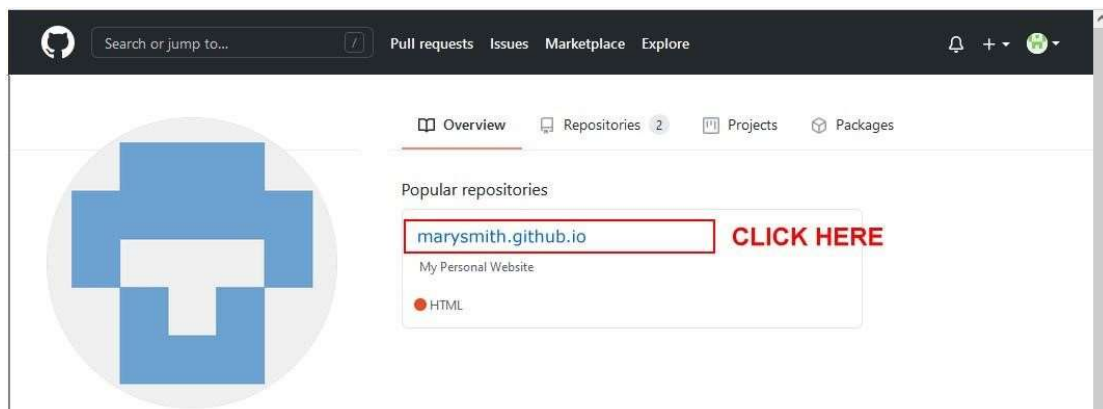 Search or jump to... / Pull requests Issues Marketplace Explore
Overview Repositories 2 Projects Packages
Popular repositories
marysmith.github.io CLICK HERE
My Personal Website
HTML